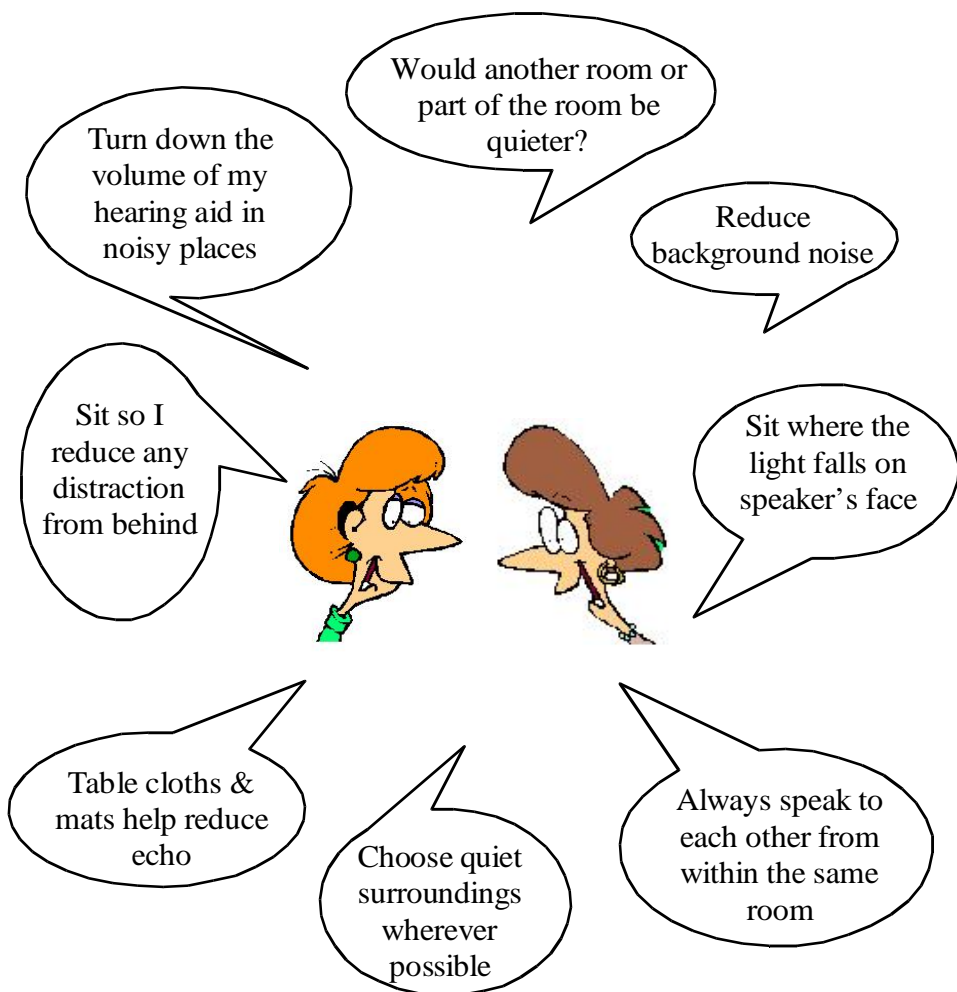 Would another room or
part of the room be
quieter?
Turn down the
volume of my
hearing aid in
noisy places
Reduce
background noise
Sit so I
reduce any
distraction
from behind
Sit where the
light falls on
speaker’s face
Table cloths &
mats help reduce
echo
Choose quiet
surroundings
wherever
possible
Always speak to
each other from
within the same
room